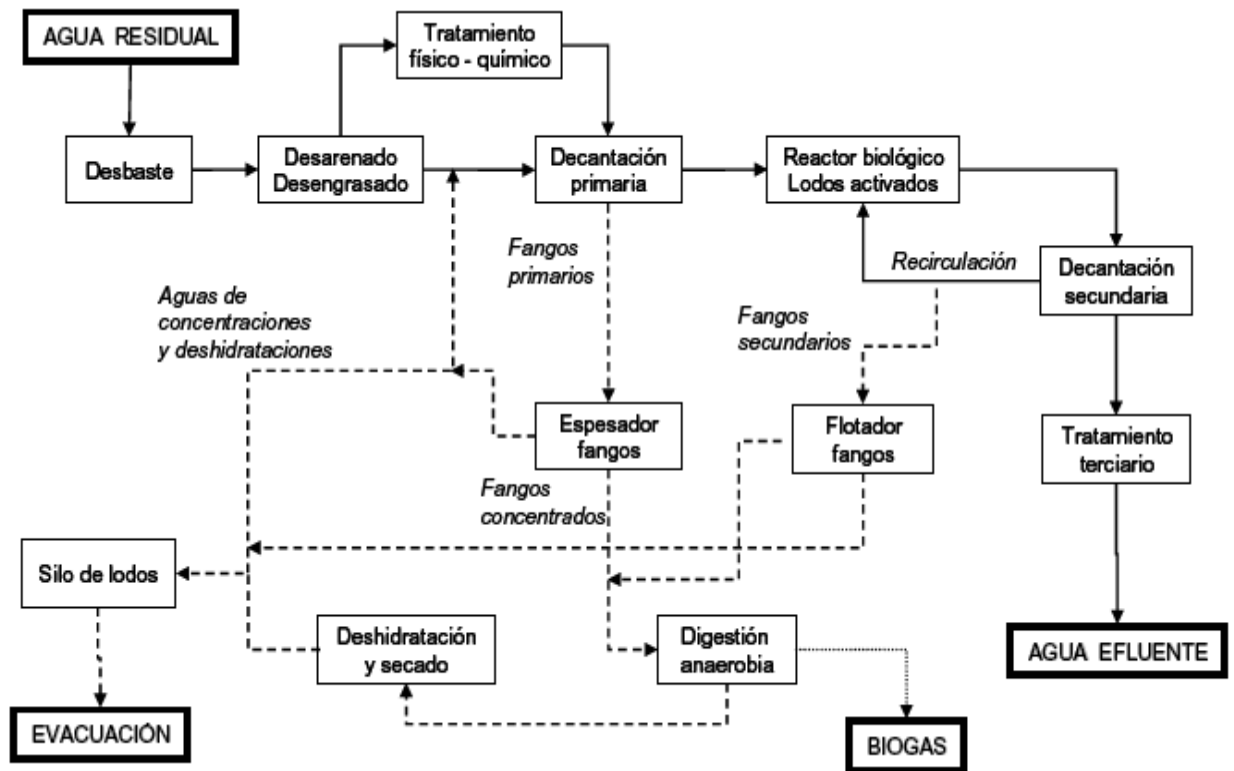 AGUA RESIDUAL
Tratamiento
físico - químico
Desbaste
Desarenado
Desengrasado
Decantación
primaria
Reactor biológico
Lodos activados
Fangos
primarios
Recirculación
Decantación
secundaria
Aguas de
concentraciones
y deshidrataciones
Fangos
secundarios
Espesador
fangos
Flotador
fangos
Tratamiento
terciario
Fangos
concentrados
Silo de lodos
Deshidratación
y secado
Digestión
anaerobia
AGUA EFLUENTE
EVACUACIÓN
BIOGAS